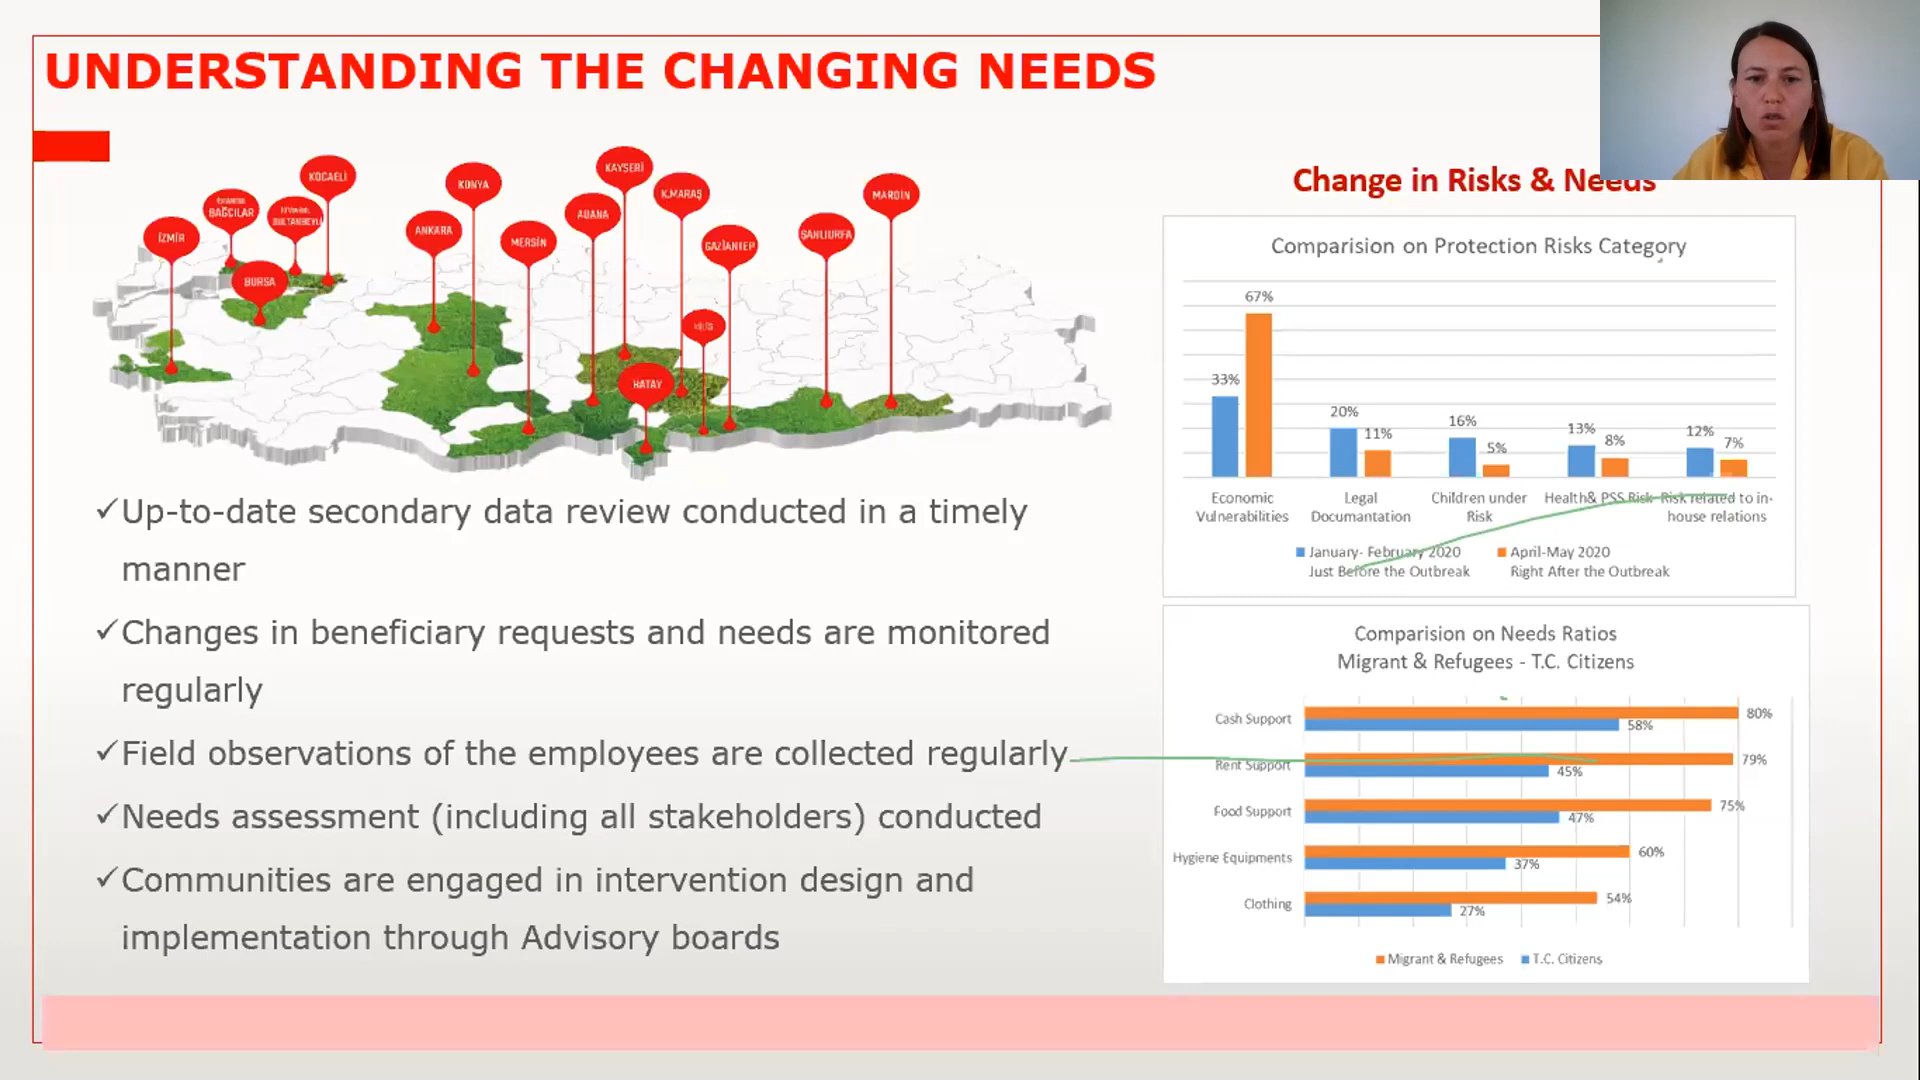 UNDERSTANDING THE CHANGING NEEDS
KOCAELİ
İSTANBUL
BAĞCILAR
İSTANBUL
SULTANBEYLİ
İZMİR
BURSA
ANKARA
KONYA
MERSİN
ADANA
KAYSERİ
K.MARAŞ
GAZİANTEP
KİLİS
HATAY
ŞANLIURFA
MARDİN
✓Up-to-date secondary data review conducted in a timely
manner
✓Changes in beneficiary requests and needs are monitored
regularly
✓Field observations of the employees are collected regularly
✓Needs assessment (including all stakeholders) conducted
✓Communities are engaged in intervention design and
implementation through Advisory boards
Change in Risks & Needs
Comparision on Protection Risks Category
67%
33%
20%
11%
16%
5%
13%
8%
12%
7%
Economic
Vulnerabilities
Legal
Documantation
Children under
Risk
Health& PSS Risk
Risk related to in-
house relations
January- February 2020
Just Before the Outbreak
April-May 2020
Right After the Outbreak
Comparision on Needs Ratios
Migrant & Refugees - T.C. Citizens
Cash Support 80%
58%
Rent Support 79%
45%
Food Support 75%
47%
Hygiene Equipments 60%
37%
Clothing 54%
27%
Migrant & Refugees T.C. Citizens